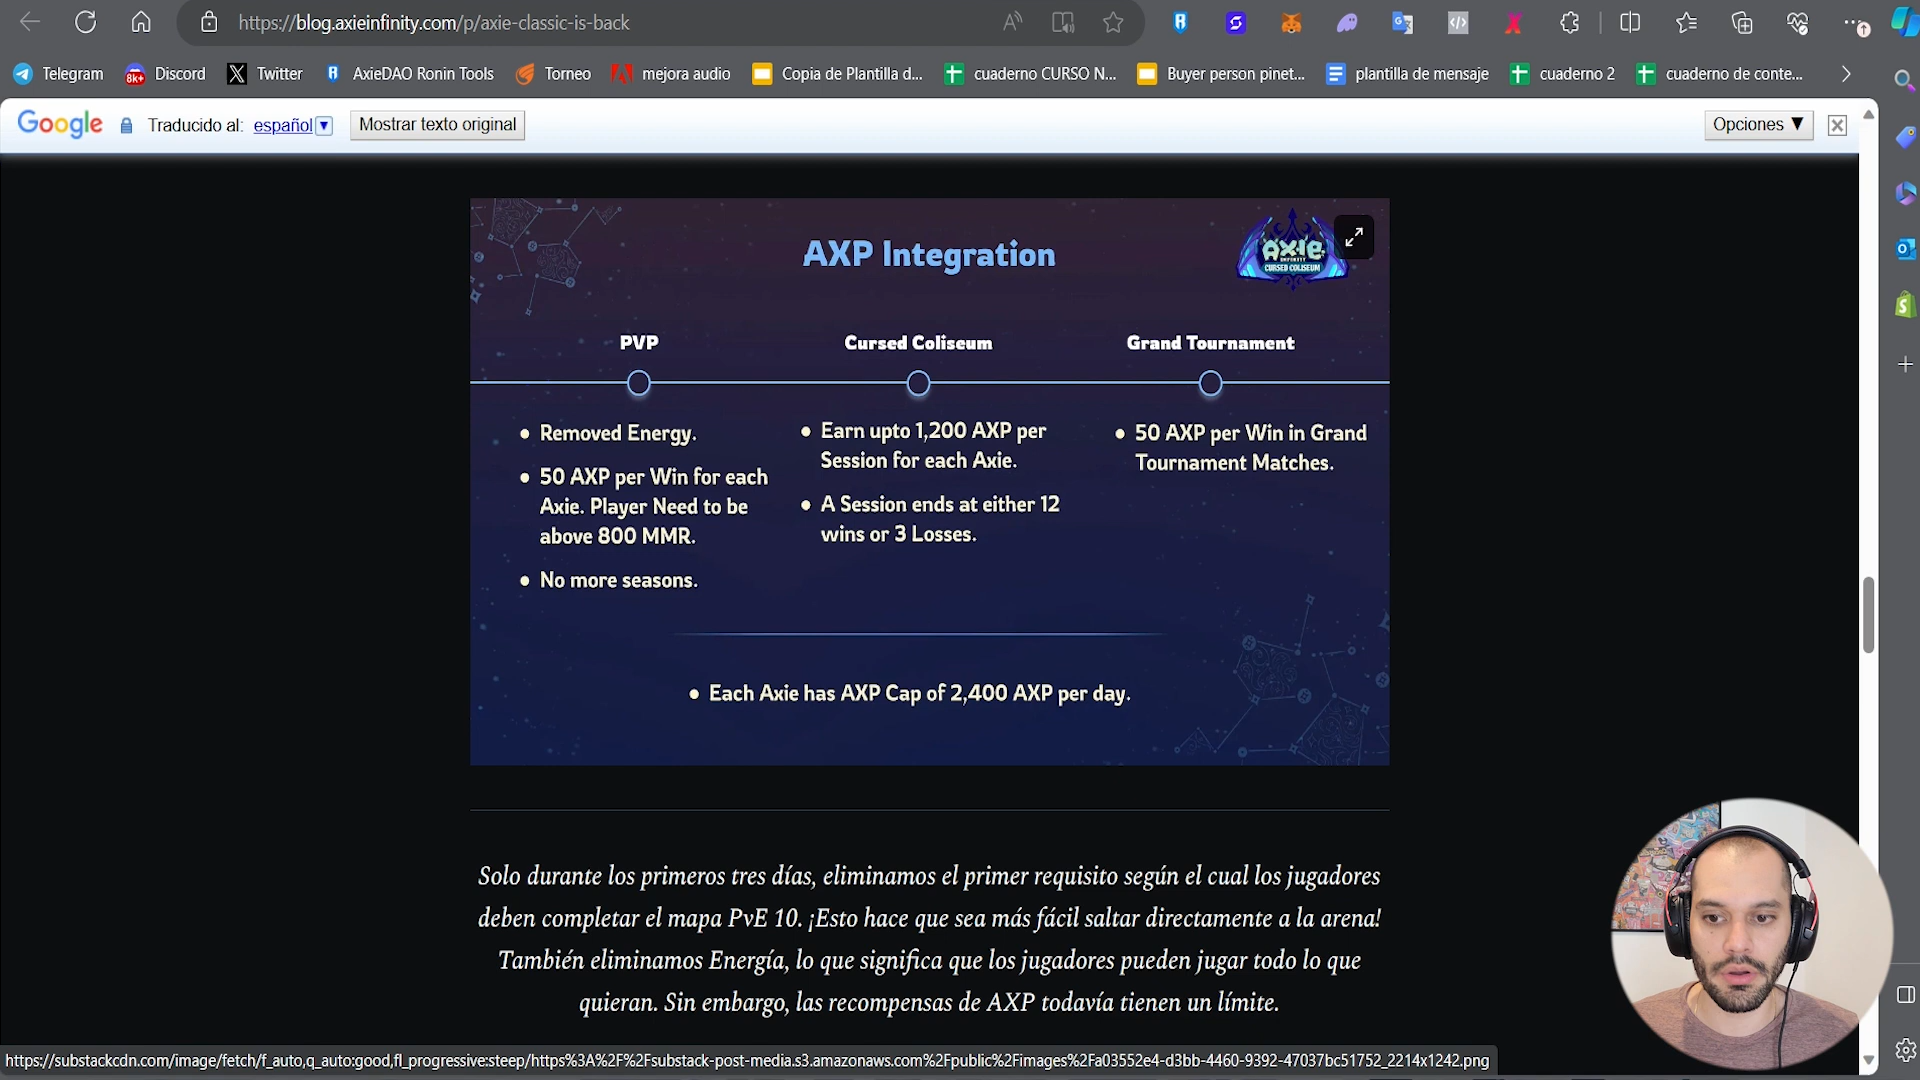 https://blog.axieinfinity.com/p/axie-classic-is-back
Telegram
8k+
Discord
Twitter
AxieDAO Ronin Tools
Torneo
mejora audio
Copia de Plantilla d...
cuaderno CURSO N...
Buyer person pinet...
plantilla de mensaje
cuaderno 2
cuaderno de conte...
Google
Traducido al: español
Mostrar texto original
Opciones ▼
AXP Integration
AXIE
INFINITY
CURSED COLISEUM
PVP
Cursed Coliseum
Grand Tournament
• Removed Energy.
• 50 AXP per Win for each
Axie. Player Need to be
above 800 MMR.
• No more seasons.
• Earn upto 1,200 AXP per
Session for each Axie.
• A Session ends at either 12
wins or 3 Losses.
• 50 AXP per Win in Grand
Tournament Matches.
• Each Axie has AXP Cap of 2,400 AXP per day.
Solo durante los primeros tres días, eliminamos el primer requisito según el cual los jugadores
deben completar el mapa PvE 10. ¡Esto hace que sea más fácil saltar directamente a la arena!
También eliminamos Energía, lo que significa que los jugadores pueden jugar todo lo que
quieran. Sin embargo, las recompensas de AXP todavía tienen un límite.
https://substackcdn.com/image/fetch/f_auto,q_auto:good,fl_progressive:steep/https%3A%2F%2Fsubstack-post-media.s3.amazonaws.com%2Fpublic%2Fimages%2Fa03552e4-d3bb-4460-9392-47037bc51752_2214x1242.png